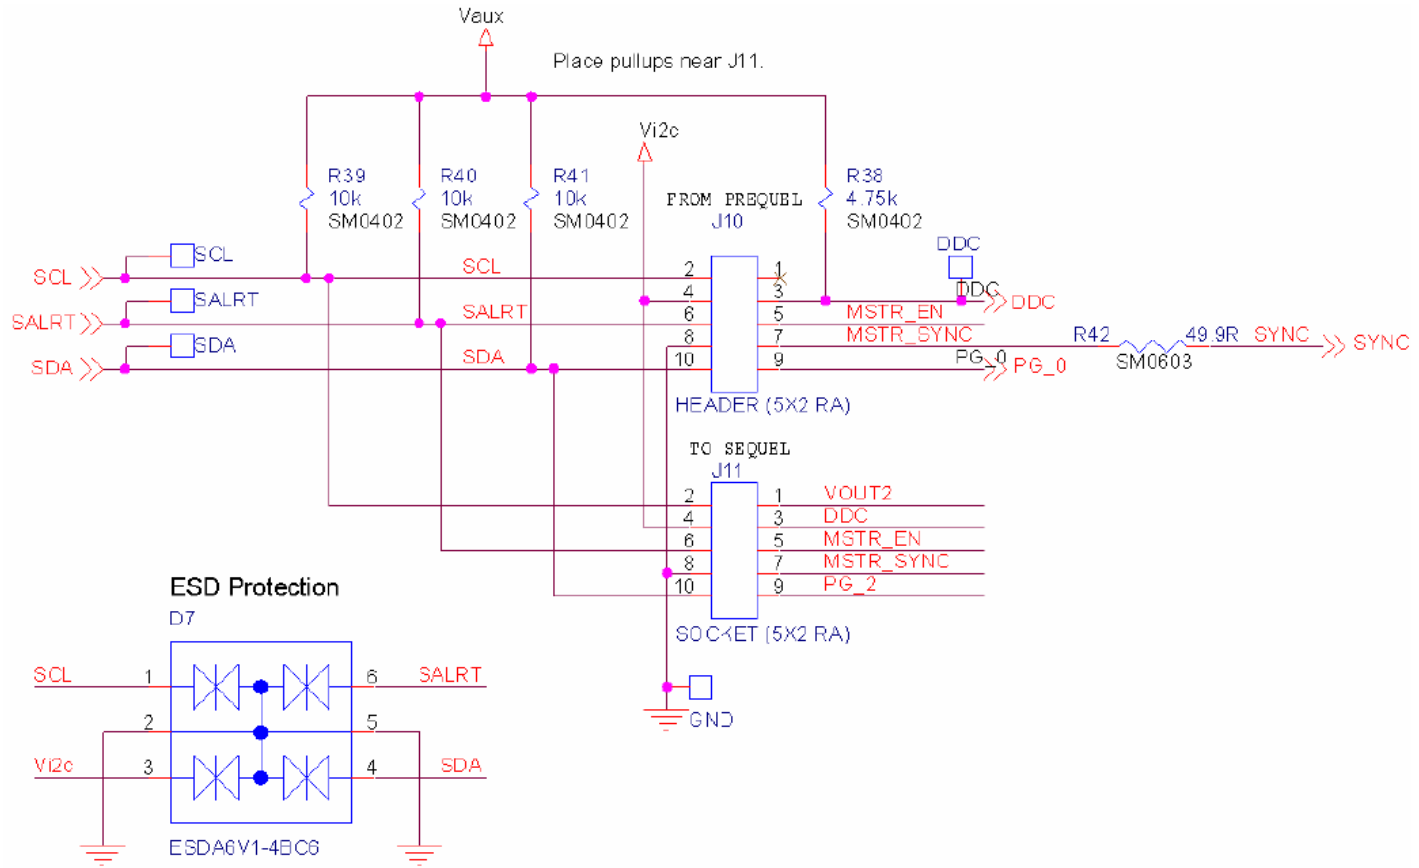 Vaux
Place pullups near J11.
Vi2c
R39
10k
SM0402
R40
10k
SM0402
R41
10k
SM0402
R38
4.75k
SM0402
FROM PREQUEL
J10
DDC
SCL
SCL
SCL
2
1
4
3
DDC
DDC
SALRT
SALRT
SALRT
6
5
MSTR_EN
8
7
MSTR_SYNC
R42
49.9R
SM0603
SYNC
SYNC
SDA
SDA
SDA
10
9
PG_0
PG_0
HEADER (5X2 RA)
TO SEQUEL
J11
2
1
VOUT2
4
3
DDC
6
5
MSTR_EN
8
7
MSTR_SYNC
10
9
PG_2
SOCKET (5X2 RA)
GND
ESD Protection
D7
SCL
1
6
SALRT
2
5
Vi2c
3
4
SDA
ESDA6V1-4BC6